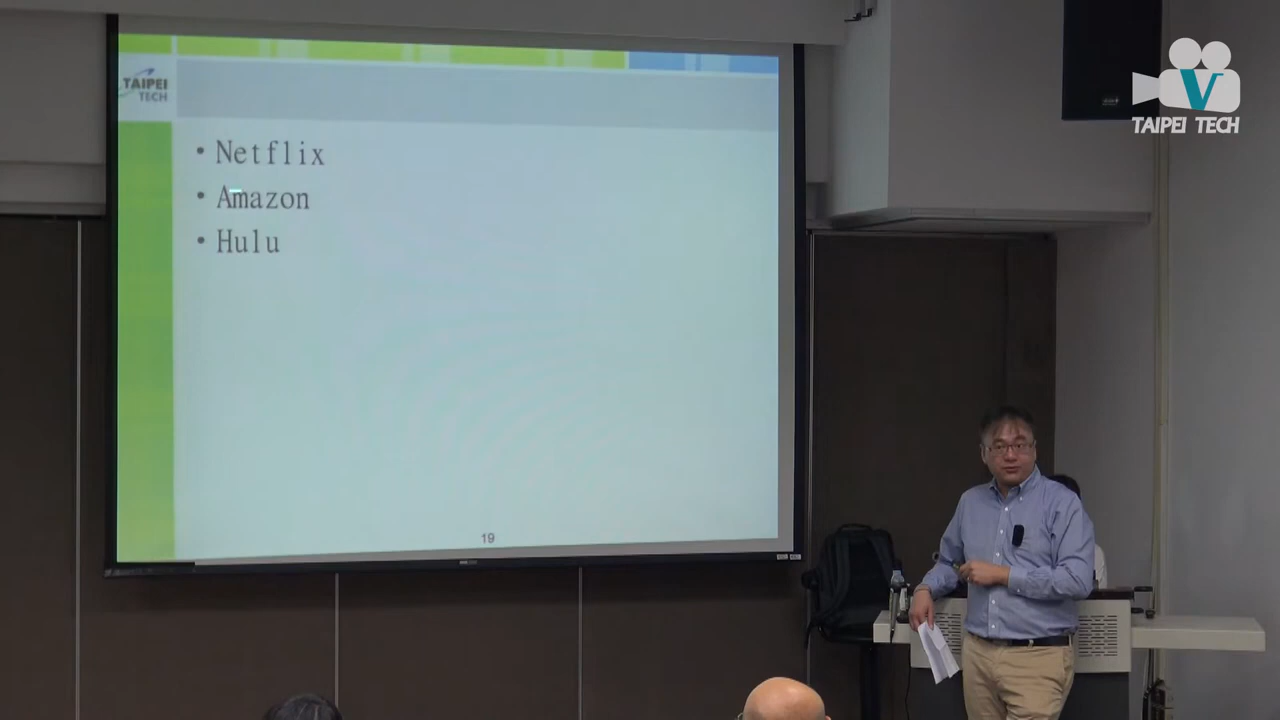 TAIPEI
TECH
• Netflix
• Amazon
• Hulu
19
V
TAIPEI TECH